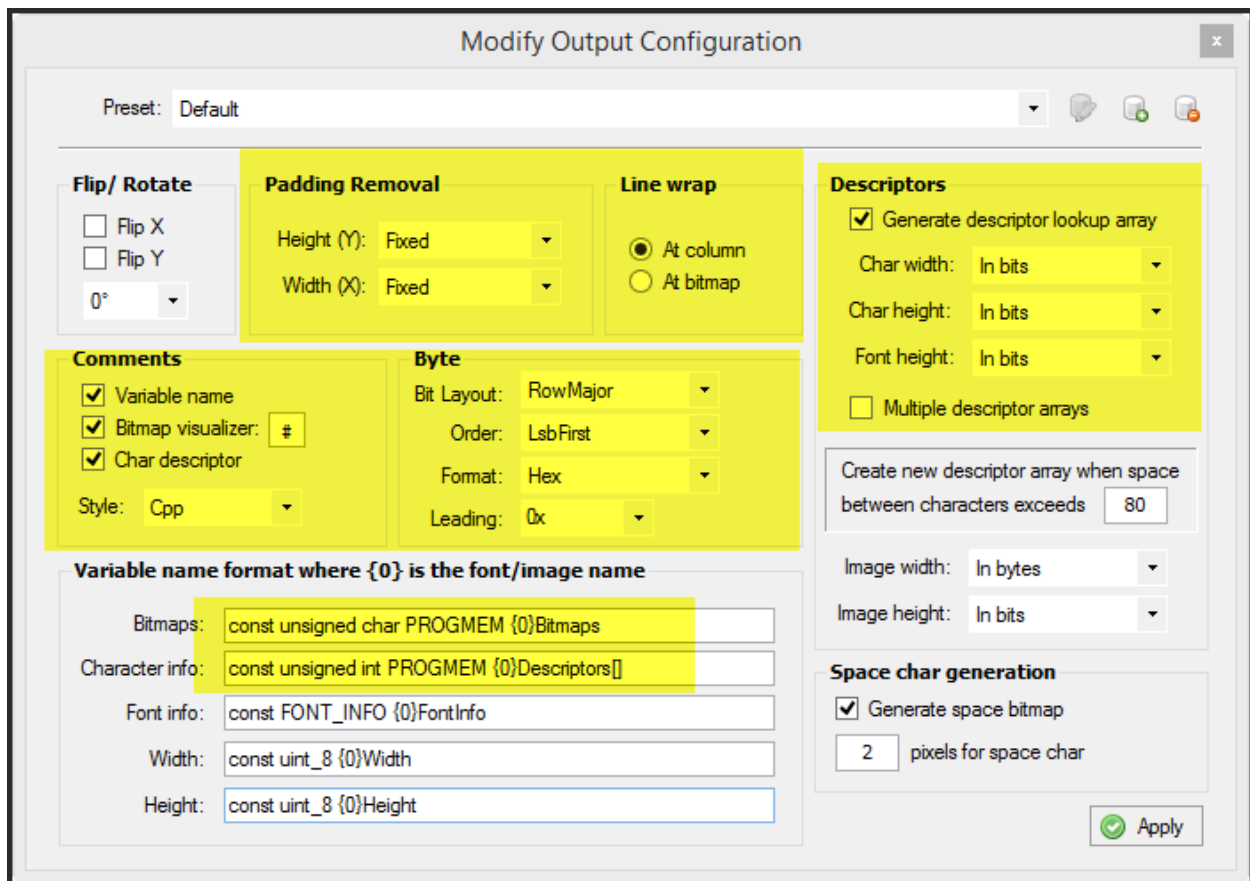 Modify Output Configuration
x
Preset: Default
Flip/ Rotate
Flip X
Flip Y
0°
Padding Removal
Height (Y): Fixed
Width (X): Fixed
Line wrap
At column
At bitmap
Descriptors
Generate descriptor lookup array
Char width: In bits
Char height: In bits
Font height: In bits
Multiple descriptor arrays
Create new descriptor array when space
between characters exceeds 80
Image width: In bytes
Image height: In bits
Comments
Variable name
Bitmap visualizer: #
Char descriptor
Style: Cpp
Byte
Bit Layout: RowMajor
Order: LsbFirst
Format: Hex
Leading: 0x
Variable name format where {0} is the font/image name
Bitmaps: const unsigned char PROGMEM {0}Bitmaps
Character info: const unsigned int PROGMEM {0}Descriptors[]
Font info: const FONT_INFO {0}FontInfo
Width: const uint_8 {0}Width
Height: const uint_8 {0}Height
Space char generation
Generate space bitmap
2 pixels for space char
Apply